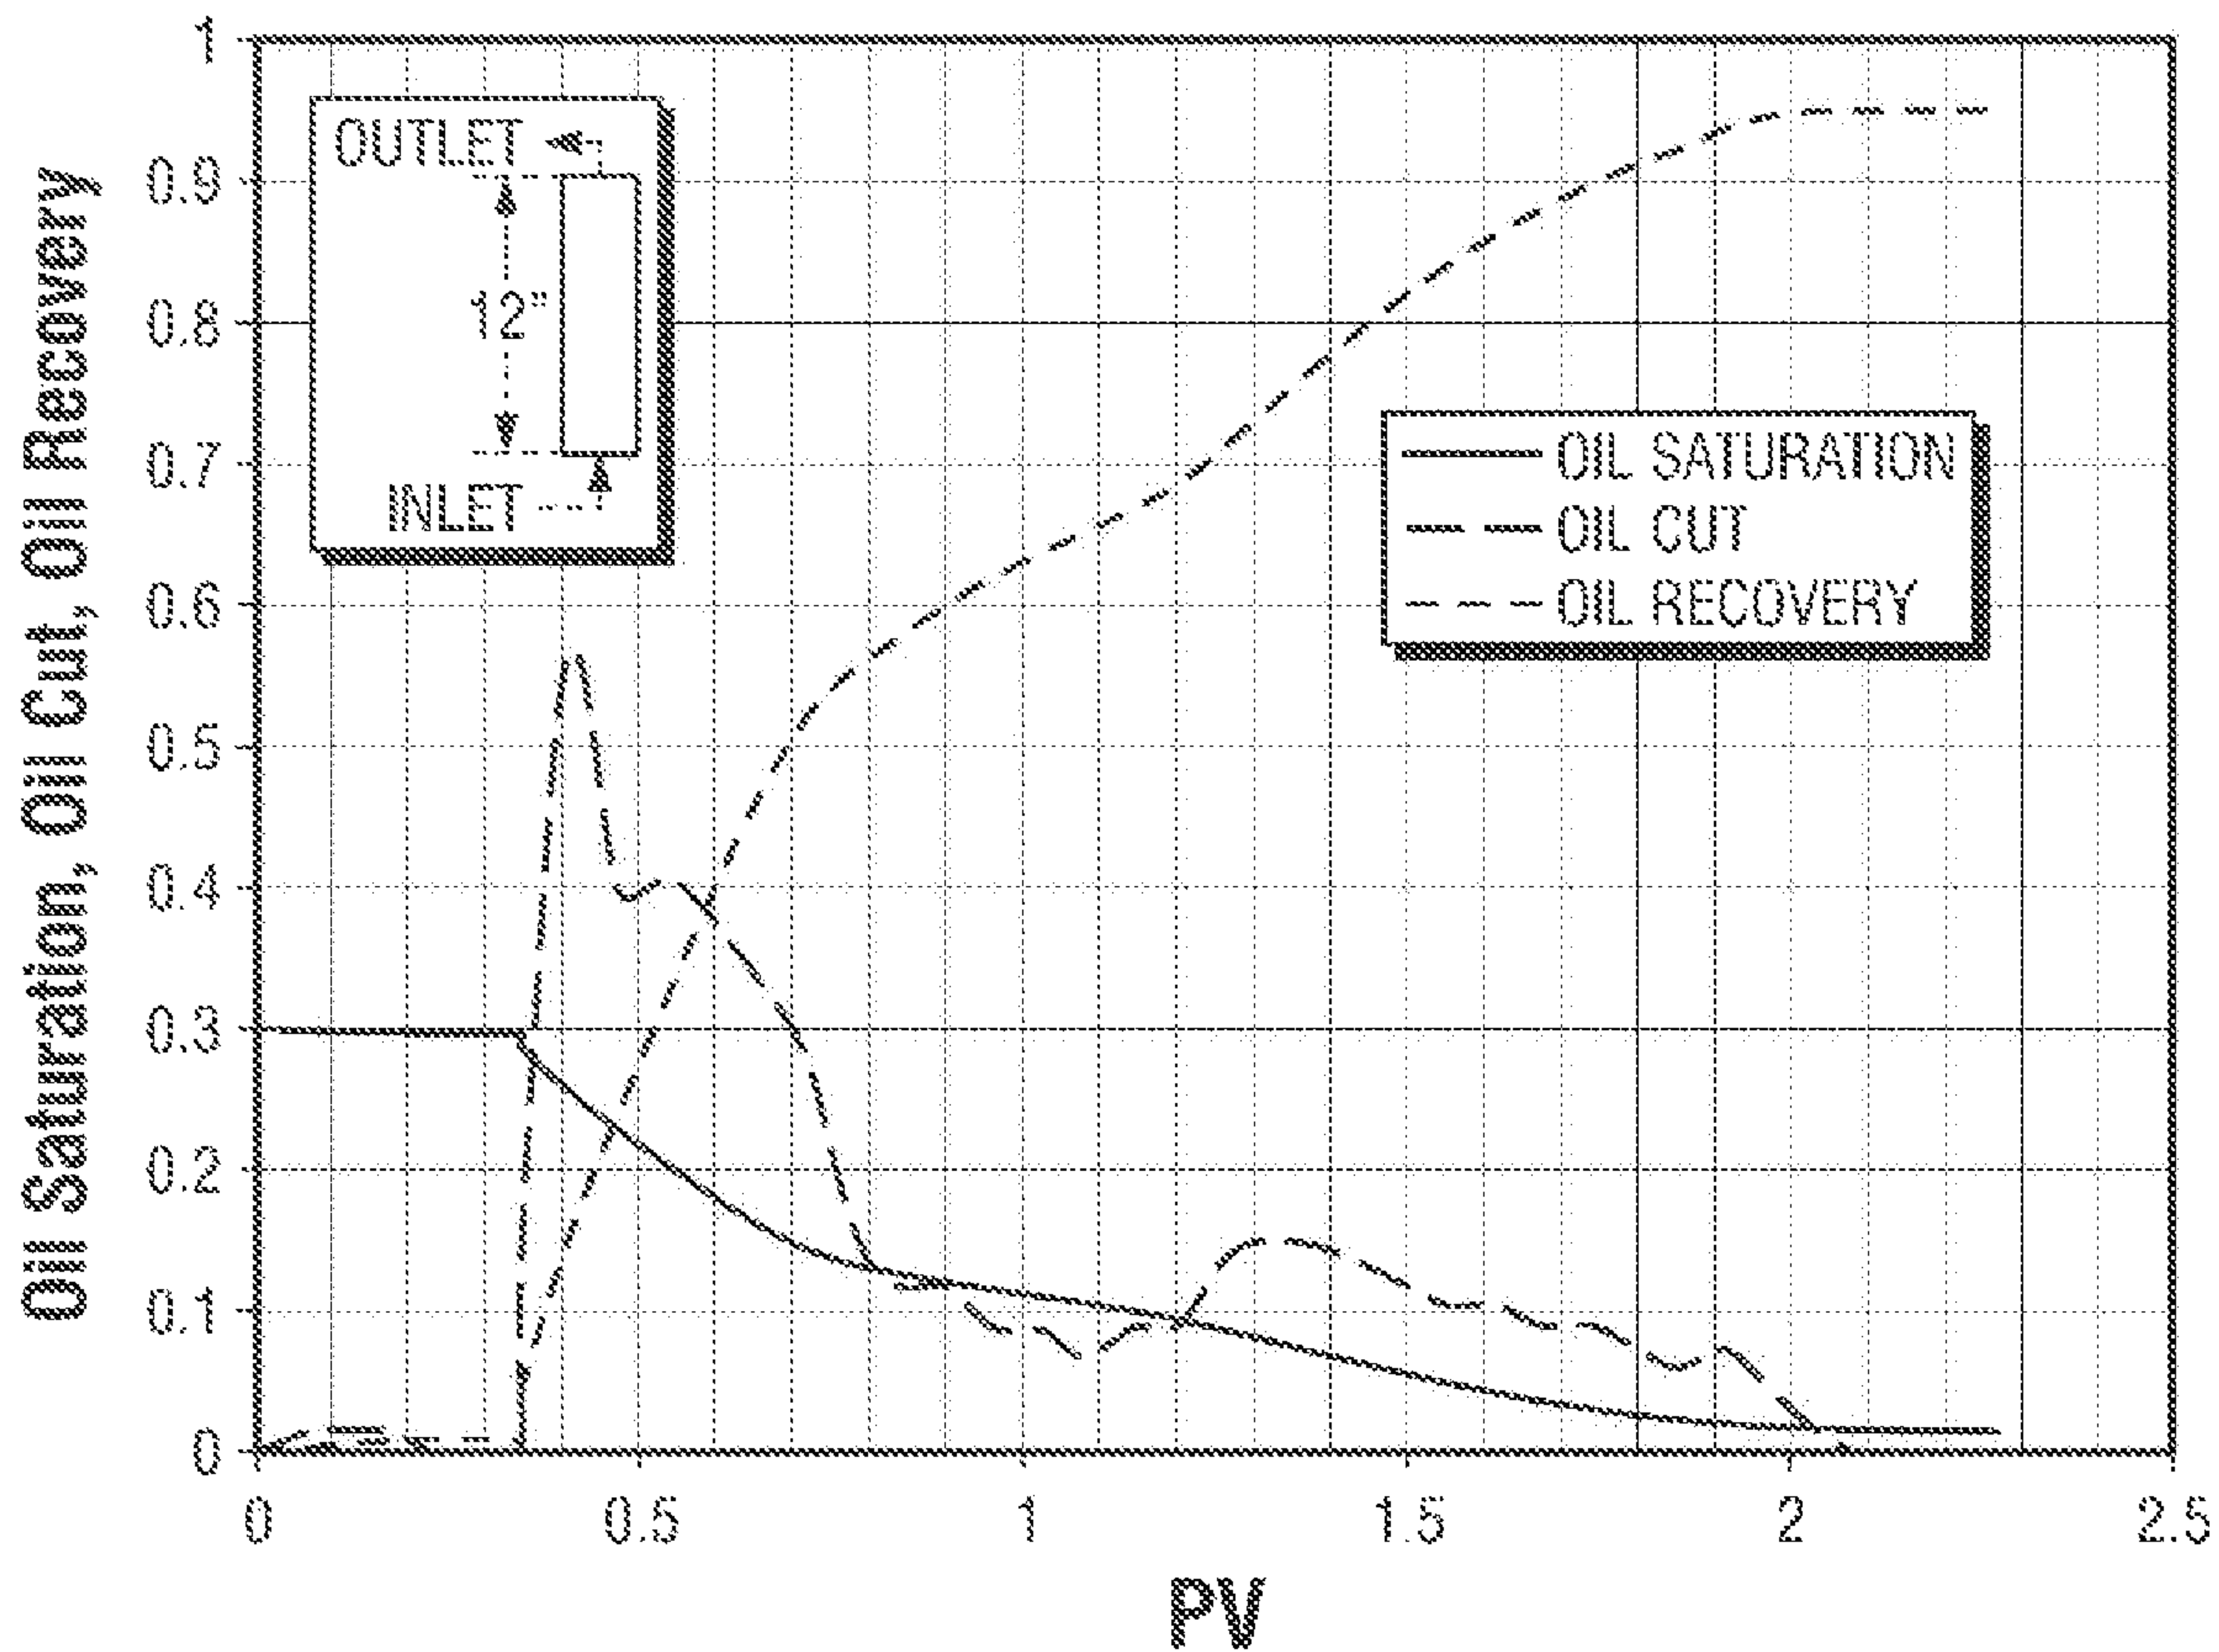 Oil Saturation, Oil Cut, Oil Recovery
1
0.9
0.8
0.7
0.6
0.5
0.4
0.3
0.2
0.1
0
OUTLET
12"
INLET
OIL SATURATION
OIL CUT
OIL RECOVERY
0 0.5 1 1.5 2 2.5
PV